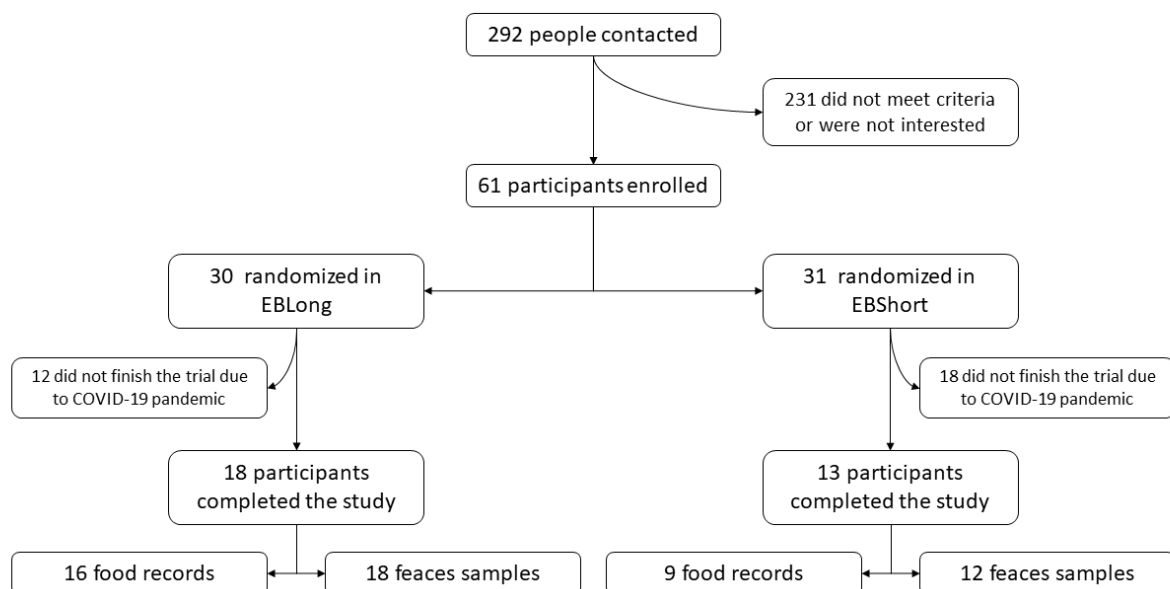 292 people contacted
231 did not meet criteria
or were not interested
61 participants enrolled
30 randomized in
EBLong
31 randomized in
EBShort
12 did not finish the trial due
to COVID-19 pandemic
18 did not finish the trial due
to COVID-19 pandemic
18 participants
completed the study
13 participants
completed the study
16 food records
18 feaces samples
9 food records
12 feaces samples